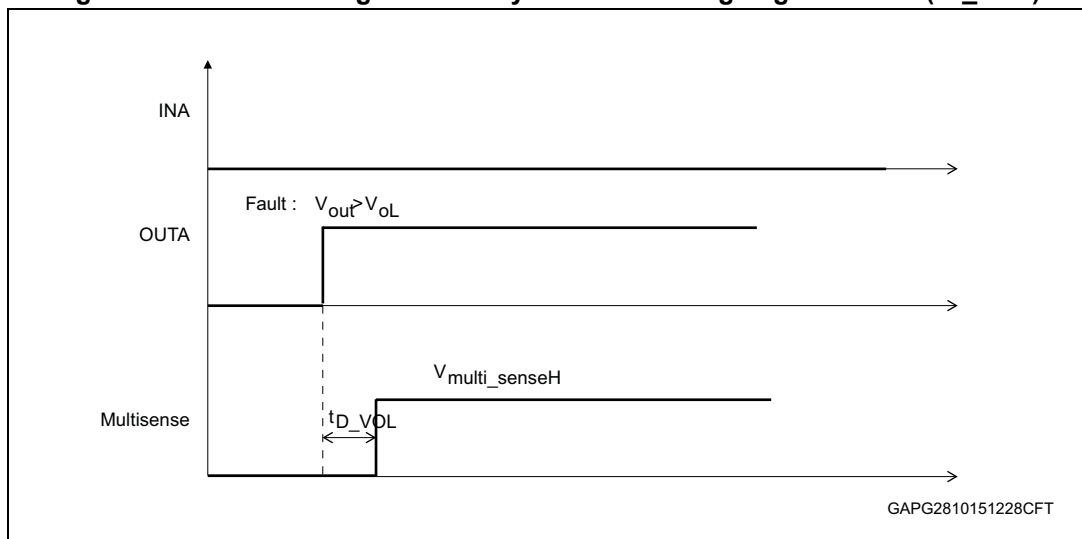 INA
Fault : Vout>VoL
OUTA
Vmulti_senseH
Multisense
tD_VOL
GAPG2810151228CFT